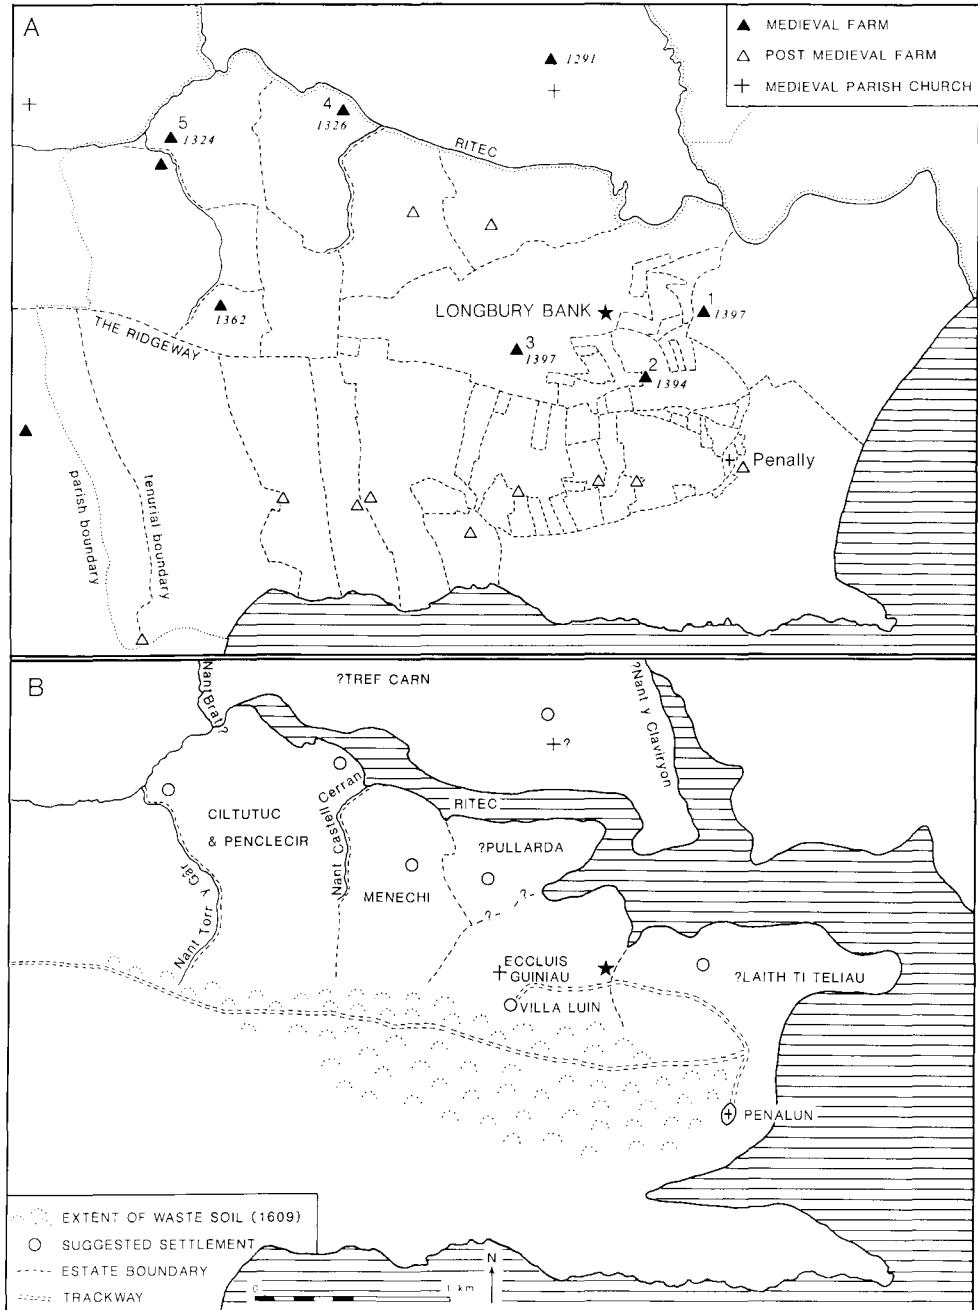 A
▲ MEDIEVAL FARM
△ POST MEDIEVAL FARM
+ MEDIEVAL PARISH CHURCH
1291
4
1326
5
1324
RITEC
LONGBURY BANK
1
1397
1362
THE RIDGEWAY
3
1397
2
1394
Penally
parish boundary
tenurial boundary
B
Nant Brat?
?TREF CARN
?Nant y Claviryon
?
CILTUTUC
& PENCLECIR
Nant Castell Cerran
RITEC
?PULLARDA
Nant Torr y Gâr
MENECHI
-?- -?-
ECCLUIS
GUINIAU
?LAITH TI TELIAU
VILLA LUIN
PENALUN
EXTENT OF WASTE SOIL (1609)
SUGGESTED SETTLEMENT
ESTATE BOUNDARY
TRACKWAY
N
0 1 km